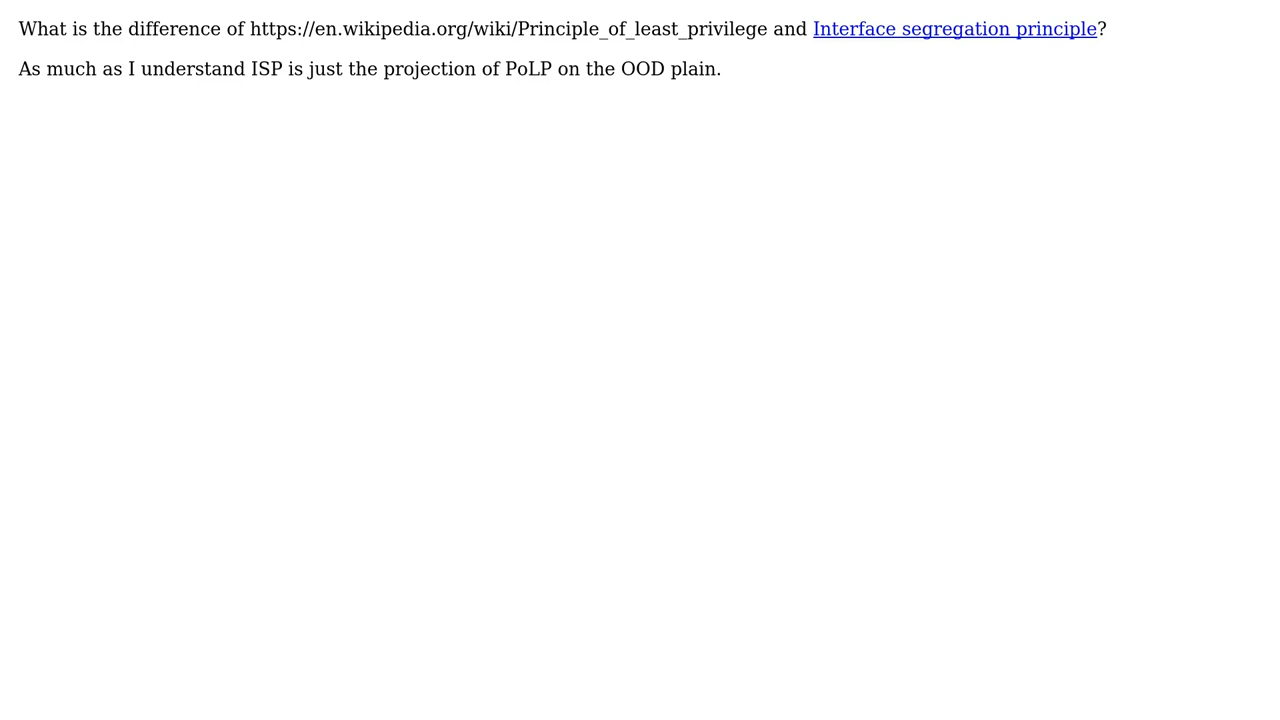 What is the difference of https://en.wikipedia.org/wiki/Principle_of_least_privilege and Interface segregation principle?
As much as I understand ISP is just the projection of PoLP on the OOD plain.